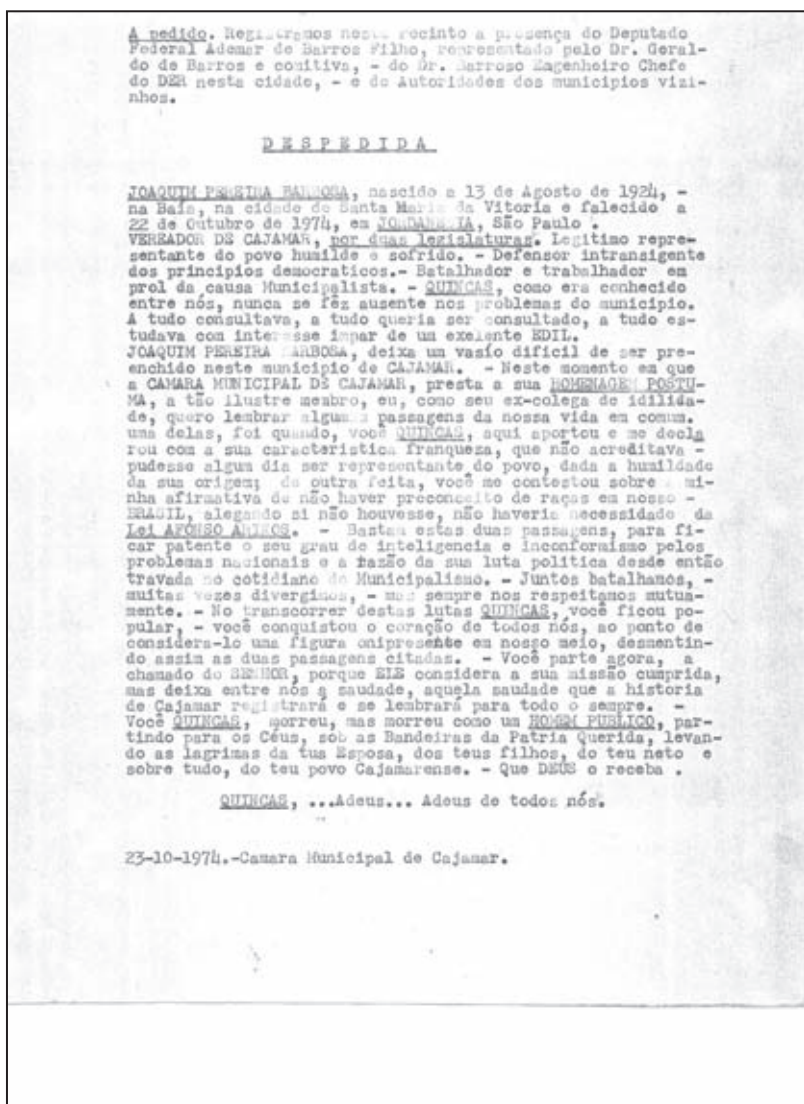 A pedido. Registramos neste recinto a presença do Deputado
Federal Ademar de Barros Filho, representado pelo Dr. Geral-
do de Barros e comitiva, - do Dr. Barroso Engenheiro Chefe
do DER nesta cidade, - e de Autoridades dos municipios vizi-
nhos.
DESPEDIDA
JOAQUIM PEREIRA BARBOSA, nascido a 13 de Agosto de 1924, -
na Baía, na cidade de Santa Maria da Vitoria e falecido a
22 de Outubro de 1974, em JORDANESIA, São Paulo .
VEREADOR DE CAJAMAR, por duas legislaturas. Legitimo repre-
sentante do povo humilde e sofrido. - Defensor intransigente
dos principios democraticos.- Batalhador e trabalhador em
prol da causa Municipalista. - QUINCAS, como era conhecido
entre nós, nunca se fêz ausente nos problemas do municipio.
A tudo consultava, a tudo queria ser consultado, a tudo es-
tudava com interesse impar de um exelente EDIL.
JOAQUIM PEREIRA BARBOSA, deixa um vasío dificil de ser pre-
enchido neste municipio de CAJAMAR. - Neste momento em que
a CAMARA MUNICIPAL DE CAJAMAR, presta a sua HOMENAGEM POSTU-
MA, a tão ilustre membro, eu, como seu ex-colega de idilida-
de, quero lembrar algumas passagens da nossa vida em comum.
uma delas, foi quando, você QUINCAS, aqui aportou e me decla
rou com a sua caracteristica franqueza, que não acreditava -
pudesse algum dia ser representante do povo, dada a humildade
da sua origem; de outra feita, você me contestou sobre a mi-
nha afirmativa de não haver preconceito de raças em nosso -
BRASIL, alegando si não houvesse, não haveria necessidade da
Lei AFONSO ARINOS. - Bastam estas duas passagens, para fi-
car patente o seu grau de inteligencia e inconformismo pelos
problemas nacionais e a razão da sua luta politica desde então
travada no cotidiano do Municipalismo. - Juntos batalhamos, -
muitas vezes divergimos, - mas sempre nos respeitamos mutua-
mente. - No transcorrer destas lutas QUINCAS, você ficou po-
pular, - você conquistou o coração de todos nós, ao ponto de
considera-lo uma figura onipresente em nosso meio, desmentin-
do assim as duas passagens citadas. - Você parte agora, a
chamado do SENHOR, porque ELE considera a sua missão cumprida,
mas deixa entre nós a saudade, aquela saudade que a historia
de Cajamar registrará e se lembrará para todo o sempre. -
Você QUINCAS, morreu, mas morreu como um HOMEM PUBLICO, par-
tindo para os Céus, sob as Bandeiras da Patria Querida, levan-
do as lagrimas da tua Esposa, dos teus filhos, do teu neto e
sobre tudo, do teu povo Cajamarense. - Que DEUS o receba .
QUINCAS, ...Adeus... Adeus de todos nós.
23-10-1974.-Camara Municipal de Cajamar.